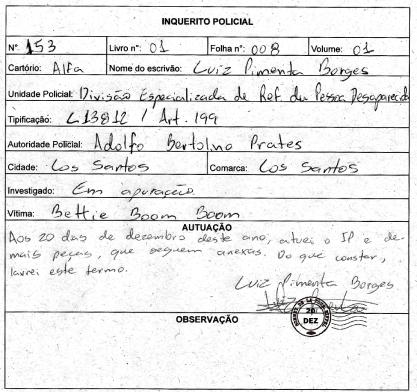 INQUERITO POLICIAL
Nº 153 Livro nº: 01 Folha nº: 008 Volume: 01
Cartório: Alfa Nome do escrivão: Luiz Pimenta Borges
Unidade Policial: Divisão Especializada de Ref. da Pessoa Desaparecida
Tipificação: L13812 / Art. 199
Autoridade Policial: Adolfo Bertolino Prates
Cidade: Los Santos Comarca: Los Santos
Investigado: Em apuração
Vítima: Bettie Boom Boom
AUTUAÇÃO
Aos 20 dias de dezembro deste ano, atuei o IP e de-
mais peças, que seguem anexas. Do que constar,
lavrei este termo.
Luiz Pimenta Borges
20
DEZ
OBSERVAÇÃO